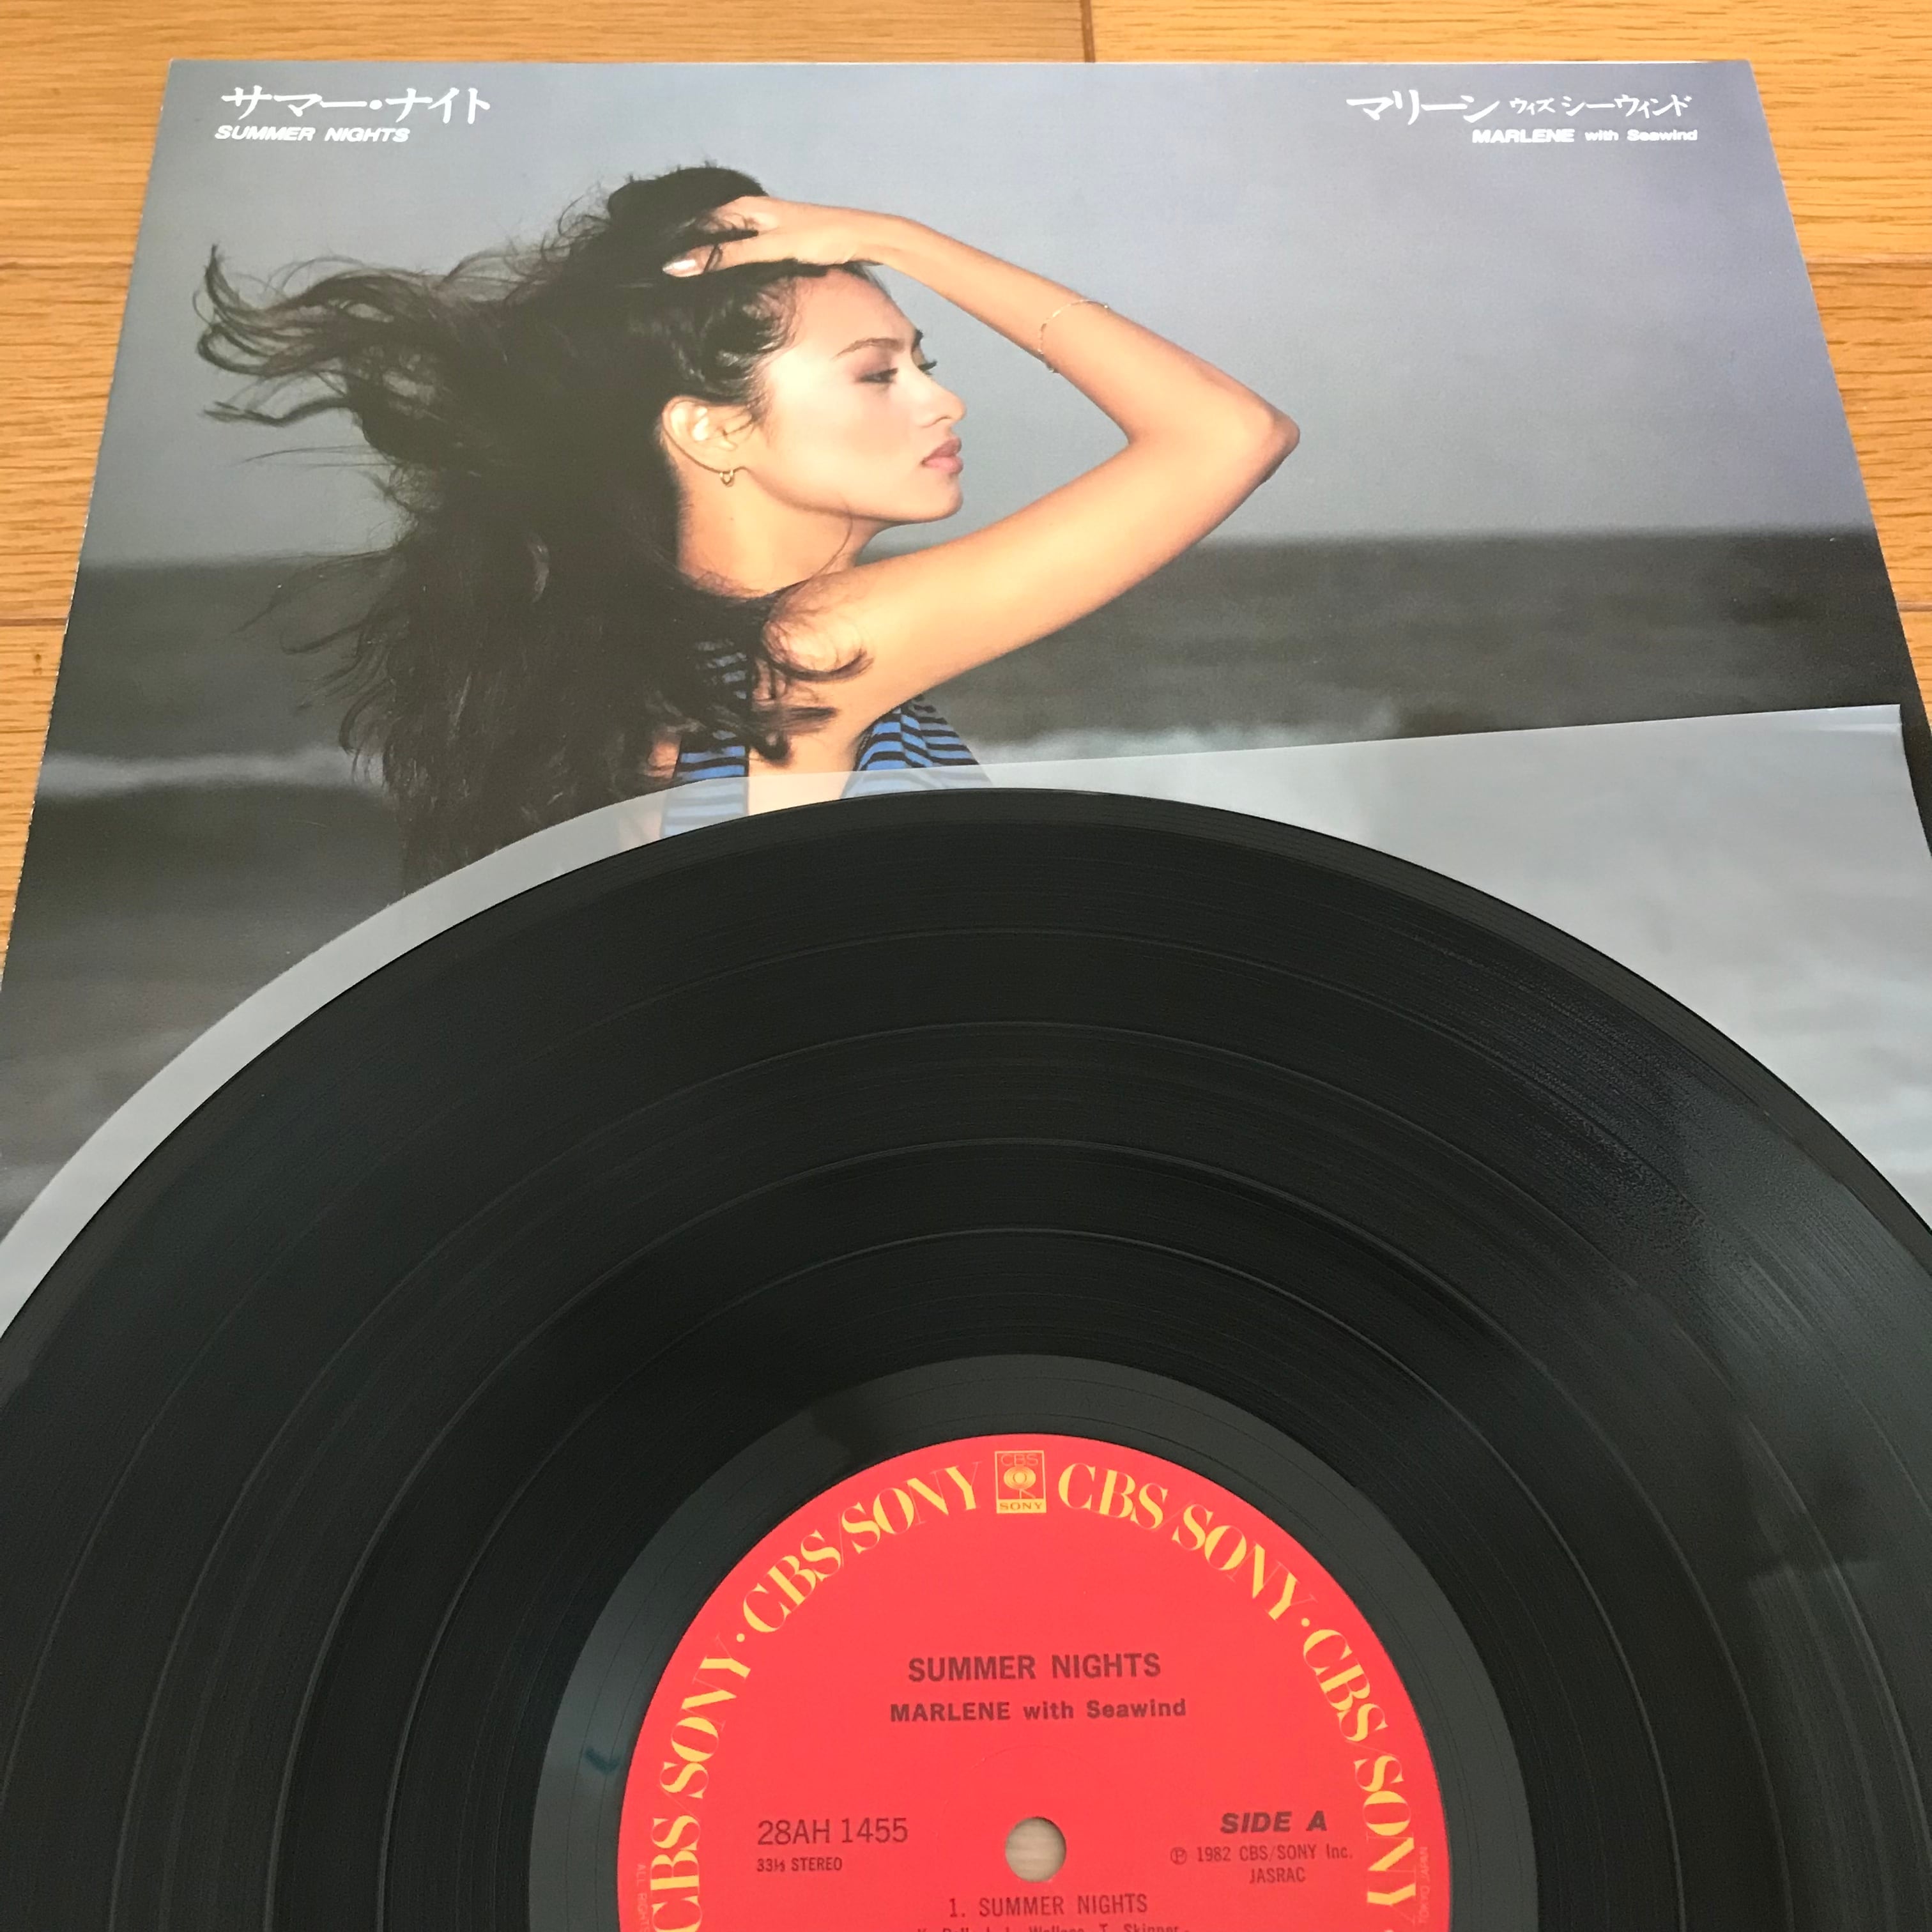 サマー・ナイト
SUMMER NIGHTS
マリーン ウィズ シーウィンド
MARLENE with Seawind
CBS
SONY
CBS/SONY・CBS/SONY CBS/SONY・CBS/SONY
SUMMER NIGHTS
MARLENE with Seawind
28AH 1455
33⅓ STEREO
SIDE A
℗ 1982 CBS/SONY Inc.
JASRAC
1. SUMMER NIGHTS